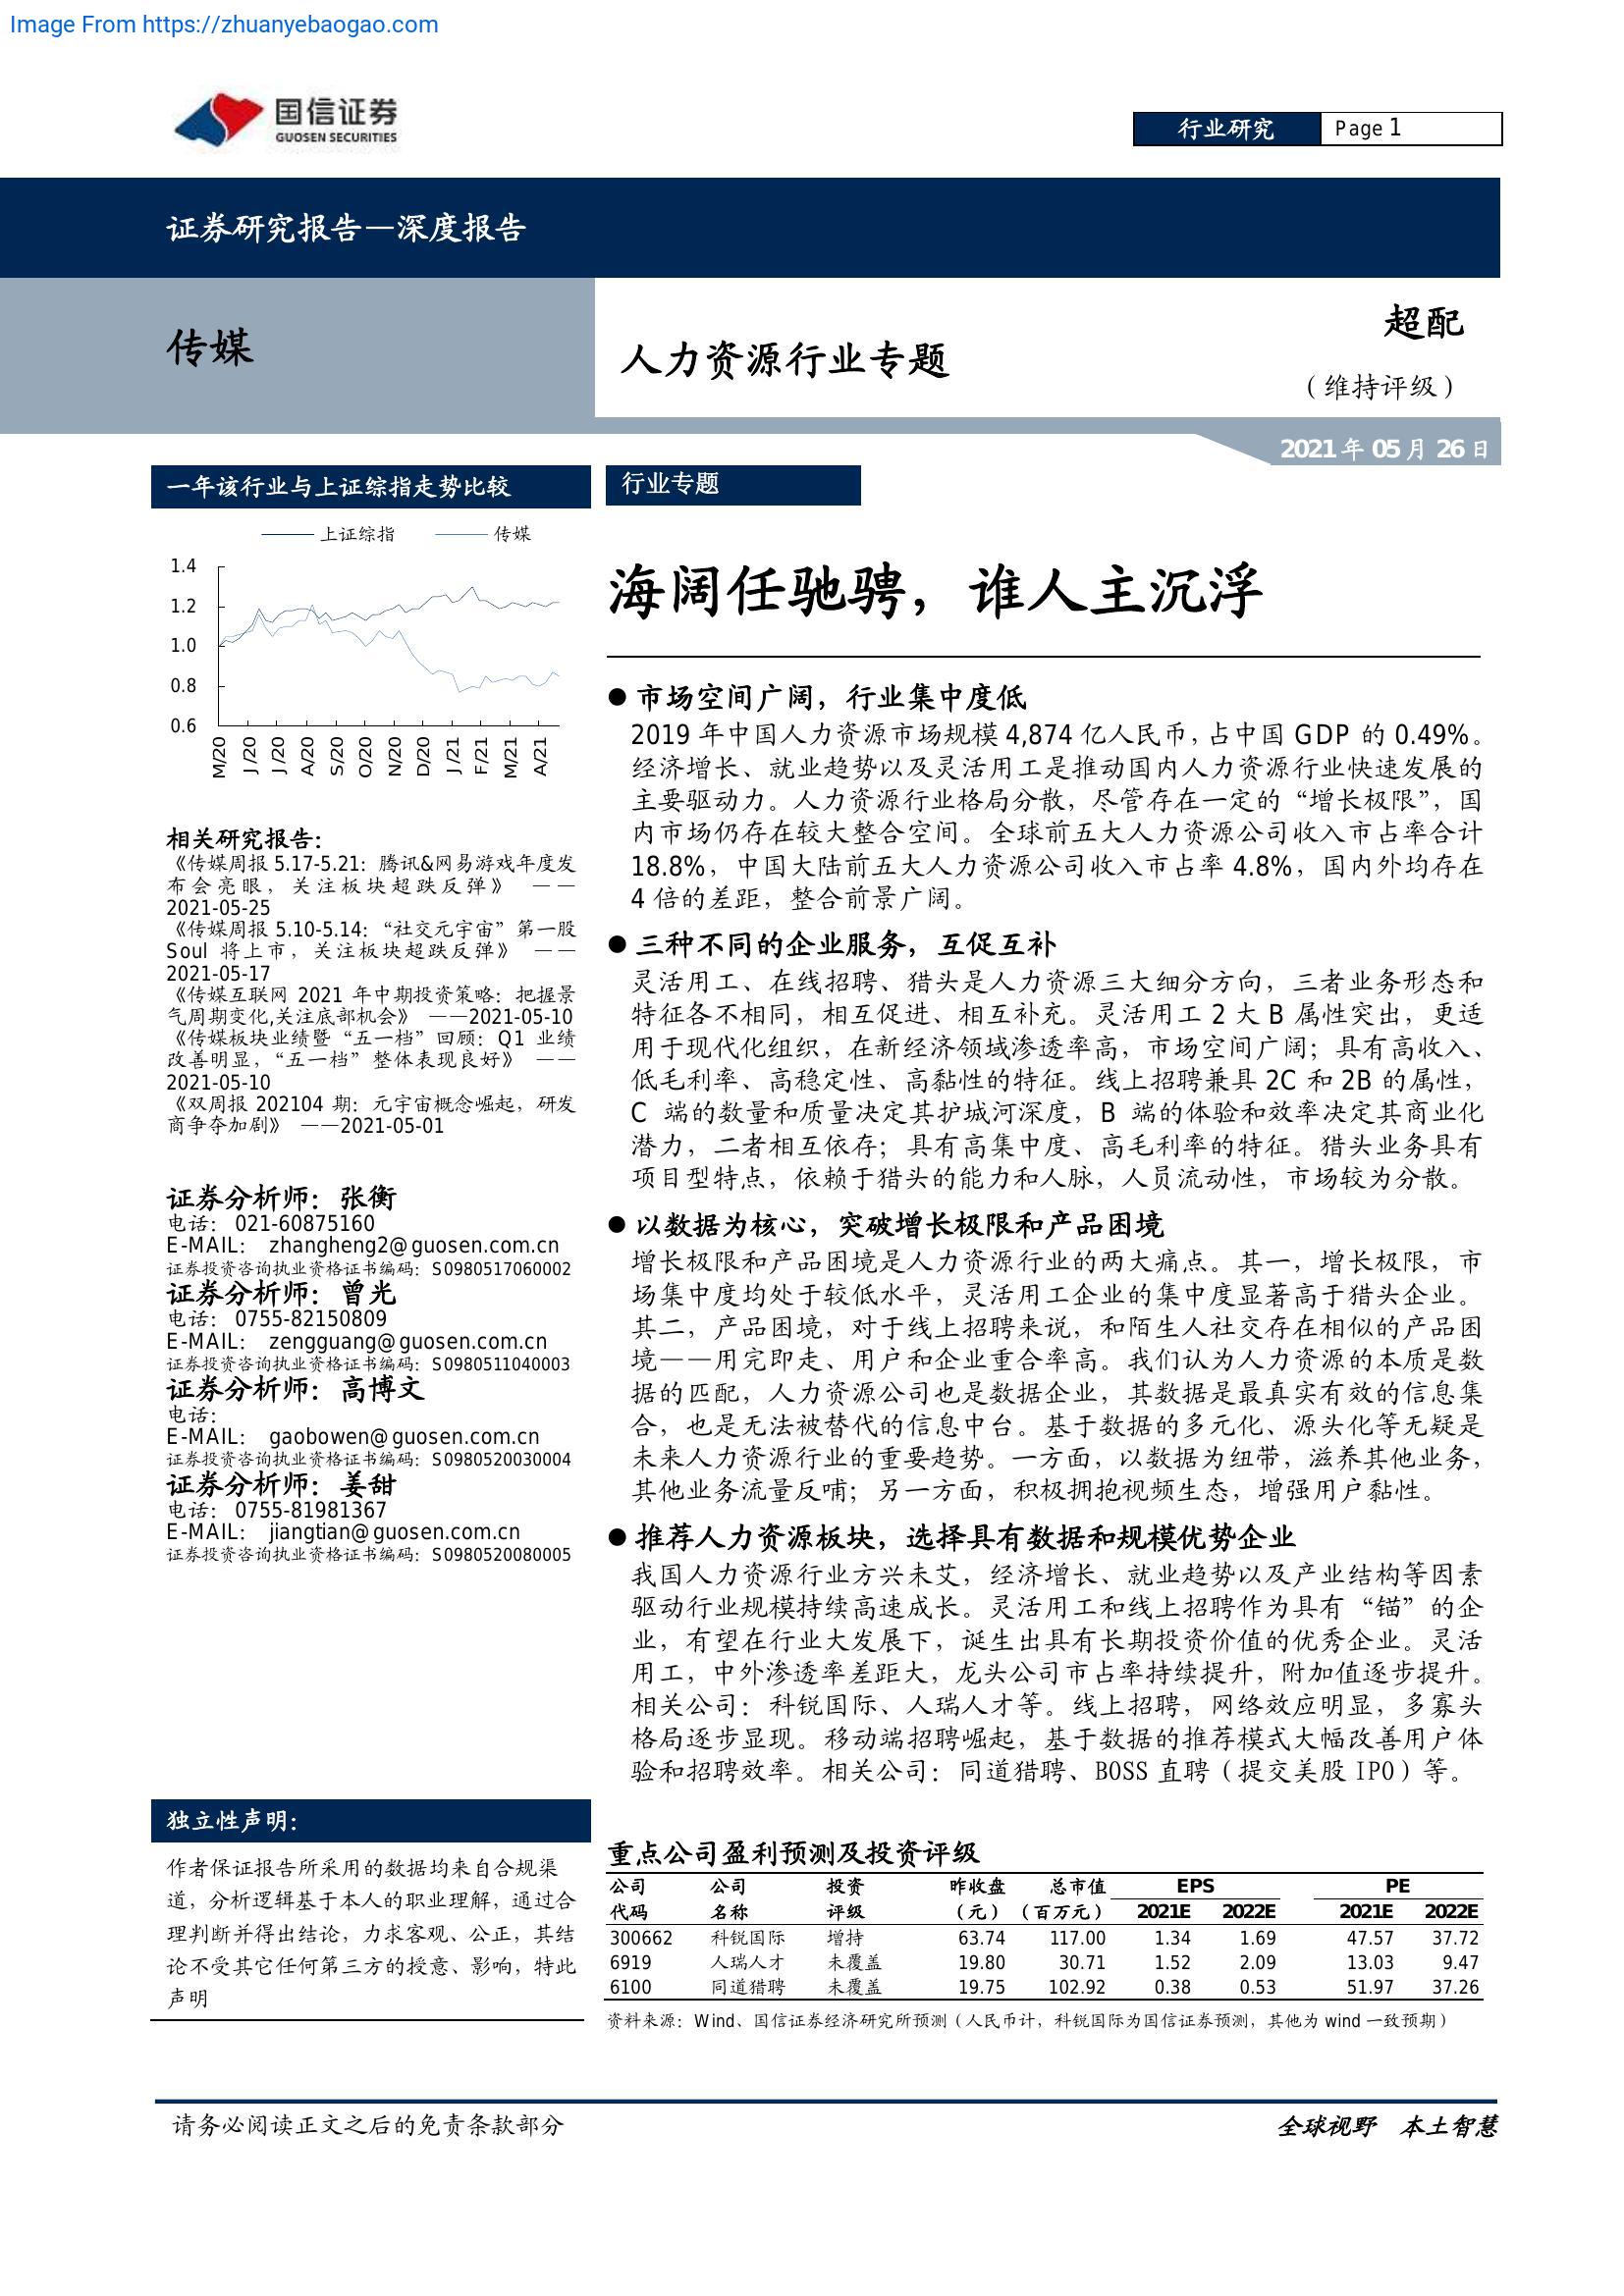 Image From https://zhuanyebaogao.com
国信证券
GUOSEN SECURITIES
行业研究
Page 1
证券研究报告—深度报告
传媒
人力资源行业专题
超配
（维持评级）
2021 年 05 月 26 日
一年该行业与上证综指走势比较
上证综指 传媒
1.4
1.2
1.0
0.8
0.6
M/20 J/20 J/20 A/20 S/20 O/20 N/20 D/20 J/21 F/21 M/21 A/21
相关研究报告：
《传媒周报 5.17-5.21：腾讯&网易游戏年度发
布会亮眼，关注板块超跌反弹》 ——
2021-05-25
《传媒周报 5.10-5.14：“社交元宇宙”第一股
Soul 将上市，关注板块超跌反弹》 ——
2021-05-17
《传媒互联网 2021 年中期投资策略：把握景
气周期变化,关注底部机会》 ——2021-05-10
《传媒板块业绩暨“五一档”回顾：Q1 业绩
改善明显，“五一档”整体表现良好》 ——
2021-05-10
《双周报 202104 期：元宇宙概念崛起，研发
商争夺加剧》 ——2021-05-01
证券分析师：张衡
电话： 021-60875160
E-MAIL： zhangheng2@guosen.com.cn
证券投资咨询执业资格证书编码：S0980517060002
证券分析师：曾光
电话： 0755-82150809
E-MAIL： zengguang@guosen.com.cn
证券投资咨询执业资格证书编码：S0980511040003
证券分析师：高博文
电话：
E-MAIL： gaobowen@guosen.com.cn
证券投资咨询执业资格证书编码：S0980520030004
证券分析师：姜甜
电话： 0755-81981367
E-MAIL： jiangtian@guosen.com.cn
证券投资咨询执业资格证书编码：S0980520080005
独立性声明：
作者保证报告所采用的数据均来自合规渠
道，分析逻辑基于本人的职业理解，通过合
理判断并得出结论，力求客观、公正，其结
论不受其它任何第三方的授意、影响，特此
声明
行业专题
海阔任驰骋，谁人主沉浮
● 市场空间广阔，行业集中度低
2019 年中国人力资源市场规模 4,874 亿人民币，占中国 GDP 的 0.49%。
经济增长、就业趋势以及灵活用工是推动国内人力资源行业快速发展的
主要驱动力。人力资源行业格局分散，尽管存在一定的“增长极限”，国
内市场仍存在较大整合空间。全球前五大人力资源公司收入市占率合计
18.8%，中国大陆前五大人力资源公司收入市占率 4.8%，国内外均存在
4 倍的差距，整合前景广阔。
● 三种不同的企业服务，互促互补
灵活用工、在线招聘、猎头是人力资源三大细分方向，三者业务形态和
特征各不相同，相互促进、相互补充。灵活用工 2 大 B 属性突出，更适
用于现代化组织，在新经济领域渗透率高，市场空间广阔；具有高收入、
低毛利率、高稳定性、高黏性的特征。线上招聘兼具 2C 和 2B 的属性，
C 端的数量和质量决定其护城河深度，B 端的体验和效率决定其商业化
潜力，二者相互依存；具有高集中度、高毛利率的特征。猎头业务具有
项目型特点，依赖于猎头的能力和人脉，人员流动性，市场较为分散。
● 以数据为核心，突破增长极限和产品困境
增长极限和产品困境是人力资源行业的两大痛点。其一，增长极限，市
场集中度均处于较低水平，灵活用工企业的集中度显著高于猎头企业。
其二，产品困境，对于线上招聘来说，和陌生人社交存在相似的产品困
境——用完即走、用户和企业重合率高。我们认为人力资源的本质是数
据的匹配，人力资源公司也是数据企业，其数据是最真实有效的信息集
合，也是无法被替代的信息中台。基于数据的多元化、源头化等无疑是
未来人力资源行业的重要趋势。一方面，以数据为纽带，滋养其他业务，
其他业务流量反哺；另一方面，积极拥抱视频生态，增强用户黏性。
● 推荐人力资源板块，选择具有数据和规模优势企业
我国人力资源行业方兴未艾，经济增长、就业趋势以及产业结构等因素
驱动行业规模持续高速成长。灵活用工和线上招聘作为具有“锚”的企
业，有望在行业大发展下，诞生出具有长期投资价值的优秀企业。灵活
用工，中外渗透率差距大，龙头公司市占率持续提升，附加值逐步提升。
相关公司：科锐国际、人瑞人才等。线上招聘，网络效应明显，多寡头
格局逐步显现。移动端招聘崛起，基于数据的推荐模式大幅改善用户体
验和招聘效率。相关公司：同道猎聘、BOSS 直聘（提交美股 IPO）等。
重点公司盈利预测及投资评级
公司 公司 投资 昨收盘 总市值 EPS PE
代码 名称 评级 （元） （百万元） 2021E 2022E 2021E 2022E
300662 科锐国际 增持 63.74 117.00 1.34 1.69 47.57 37.72
6919 人瑞人才 未覆盖 19.80 30.71 1.52 2.09 13.03 9.47
6100 同道猎聘 未覆盖 19.75 102.92 0.38 0.53 51.97 37.26
资料来源：Wind、国信证券经济研究所预测（人民币计，科锐国际为国信证券预测，其他为 wind 一致预期）
请务必阅读正文之后的免责条款部分
全球视野 本土智慧